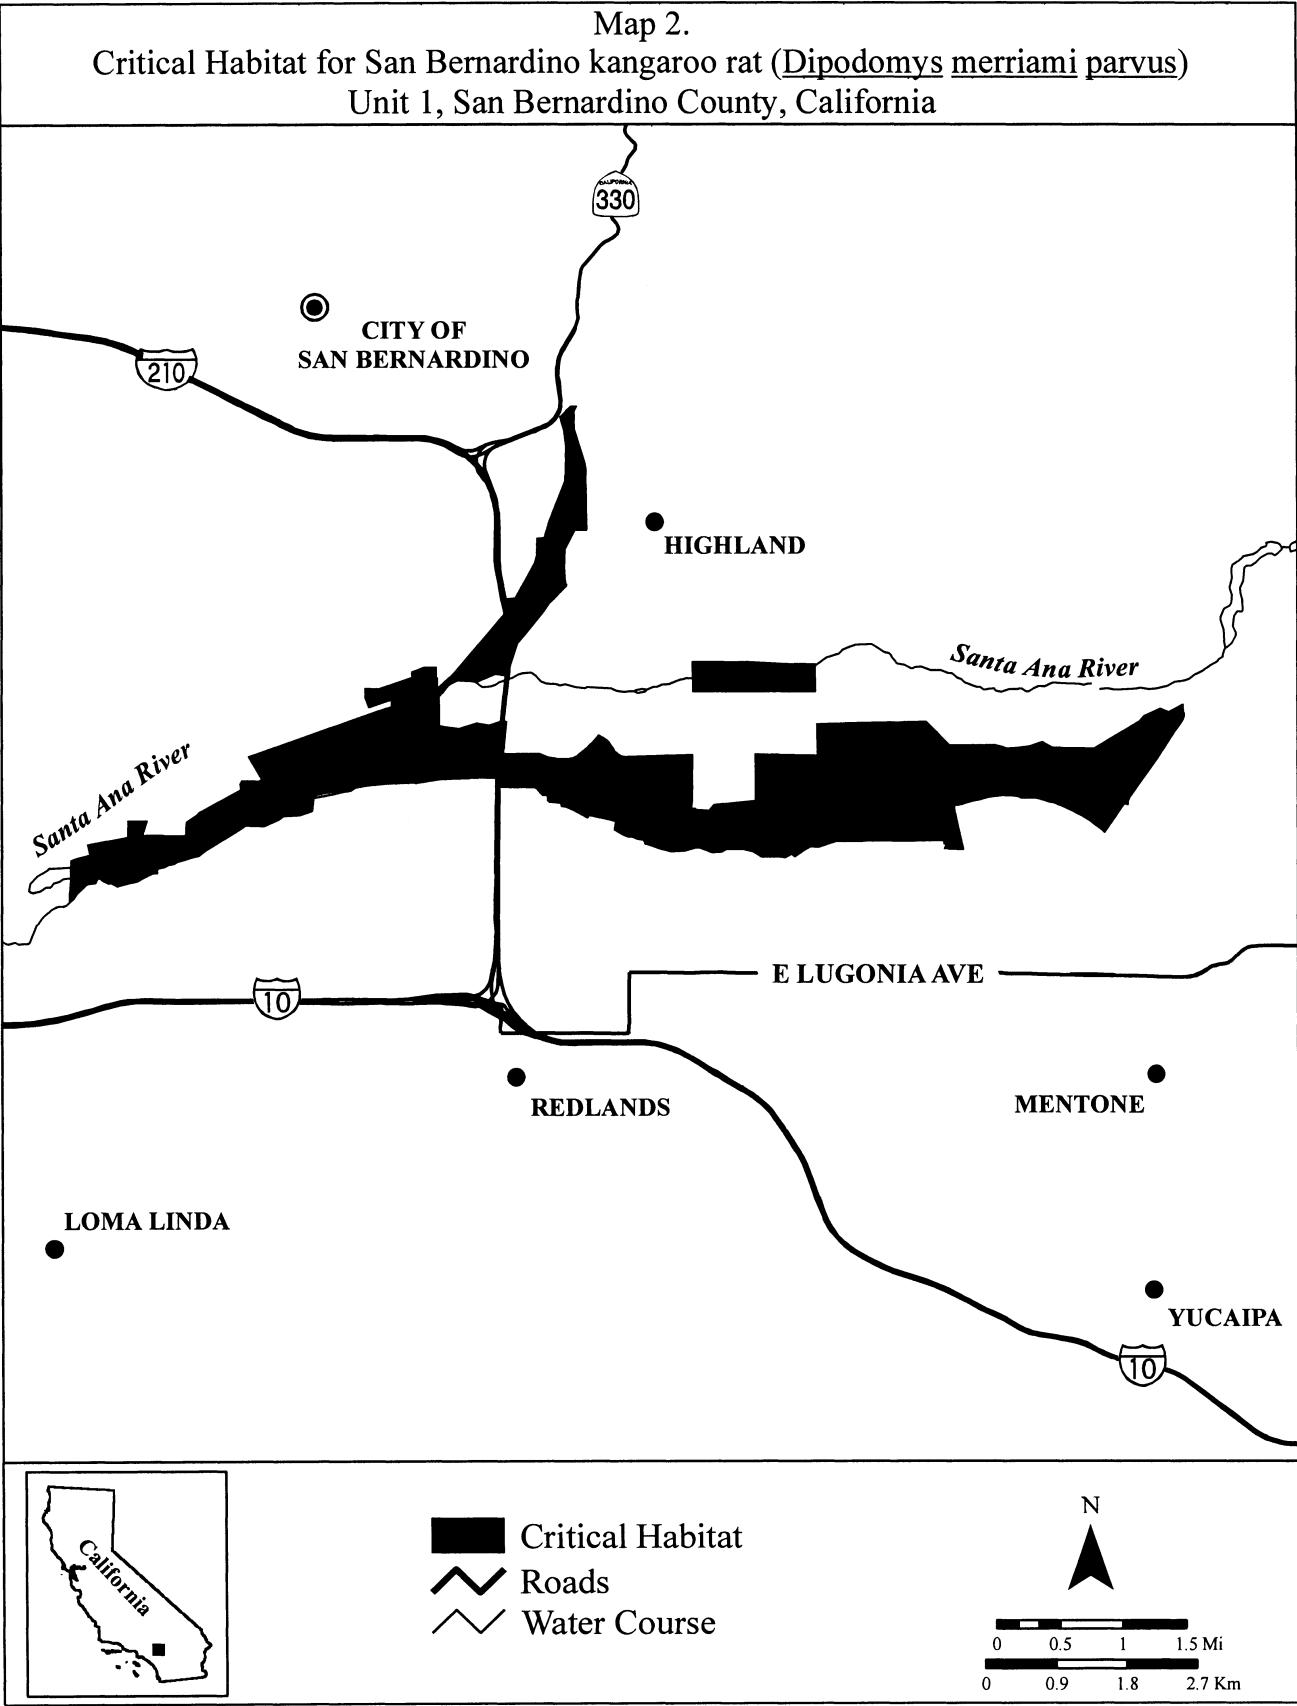 Map 2.
Critical Habitat for San Bernardino kangaroo rat (Dipodomys merriami parvus)
Unit 1, San Bernardino County, California
CALIFORNIA
330
CITY OF
SAN BERNARDINO
210
HIGHLAND
Santa Ana River
Santa Ana River
E LUGONIA AVE
10
REDLANDS
MENTONE
LOMA LINDA
YUCAIPA
10
California
Critical Habitat
Roads
Water Course
N
0 0.5 1 1.5 Mi
0 0.9 1.8 2.7 Km